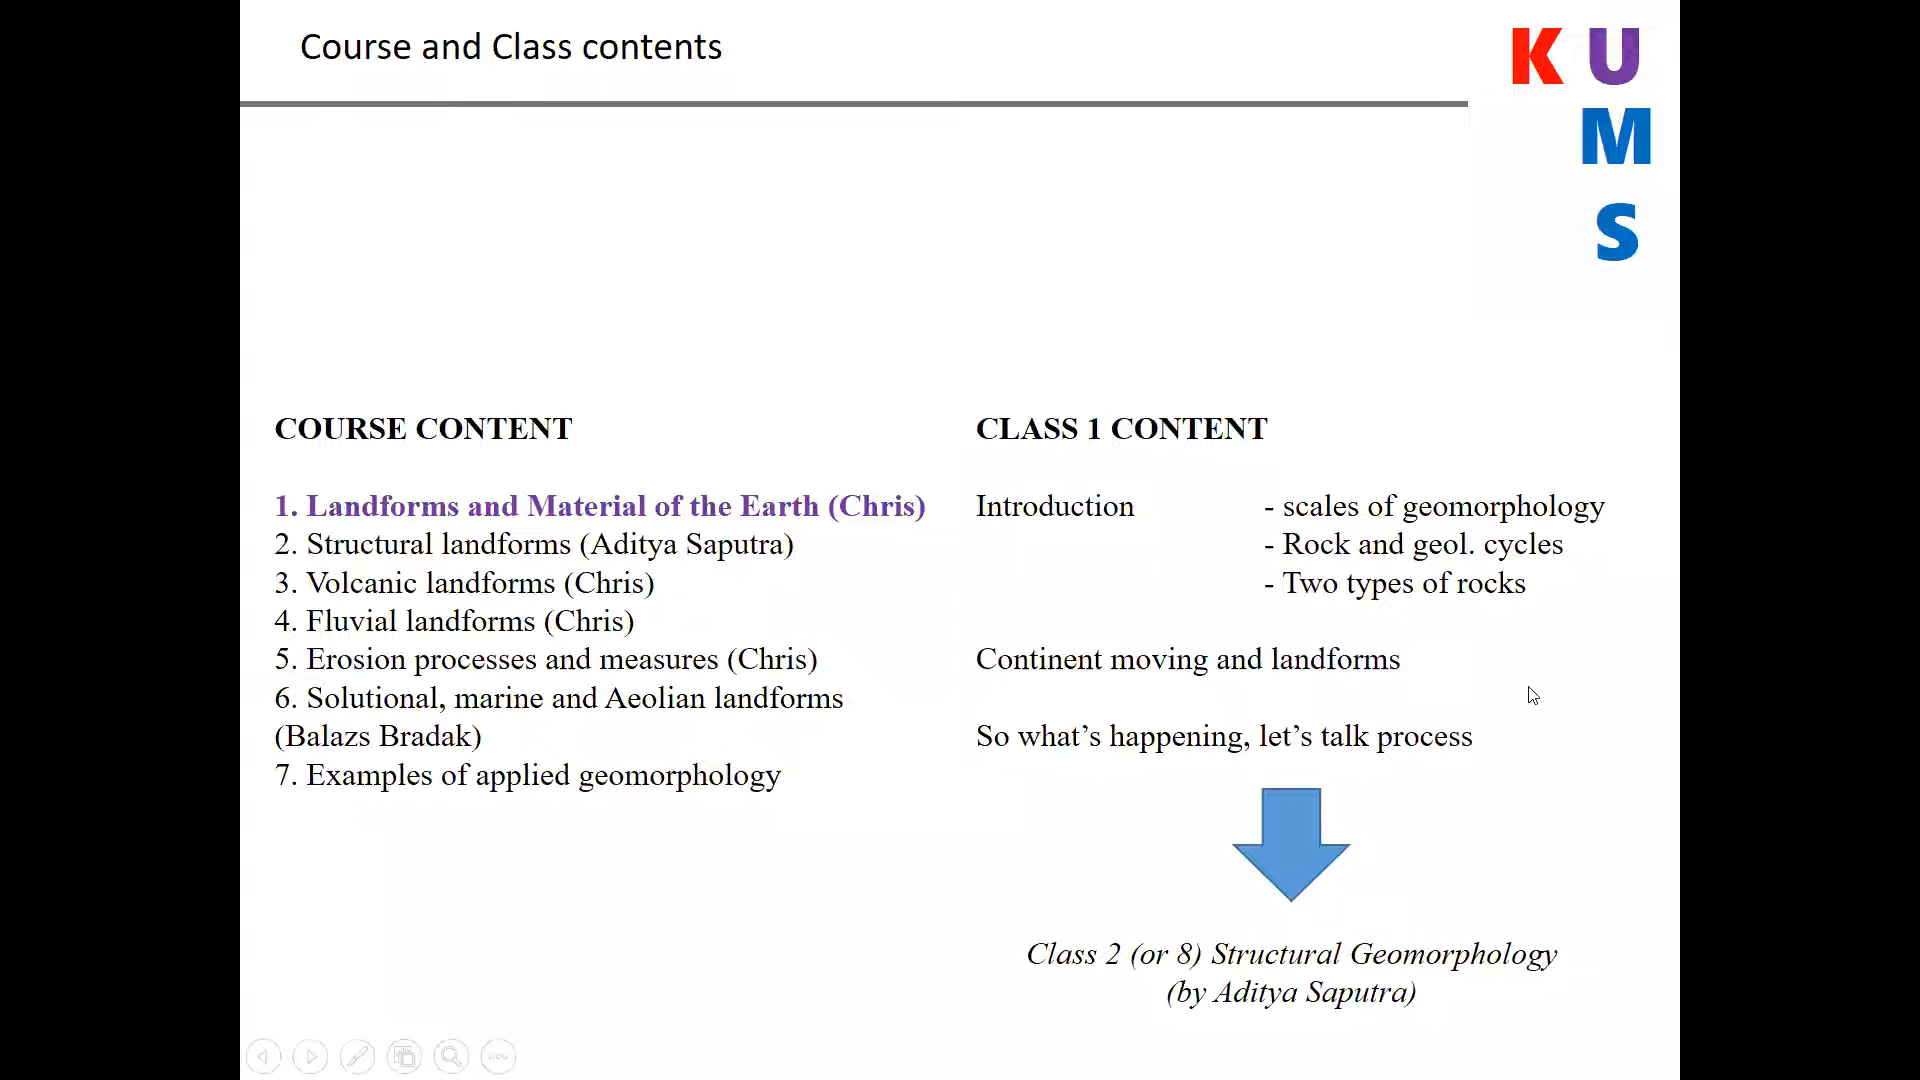 Course and Class contents
K U
M
S
COURSE CONTENT
1. Landforms and Material of the Earth (Chris)
2. Structural landforms (Aditya Saputra)
3. Volcanic landforms (Chris)
4. Fluvial landforms (Chris)
5. Erosion processes and measures (Chris)
6. Solutional, marine and Aeolian landforms
(Balazs Bradak)
7. Examples of applied geomorphology
CLASS 1 CONTENT
Introduction - scales of geomorphology
- Rock and geol. cycles
- Two types of rocks
Continent moving and landforms
So what’s happening, let’s talk process
Class 2 (or 8) Structural Geomorphology
(by Aditya Saputra)